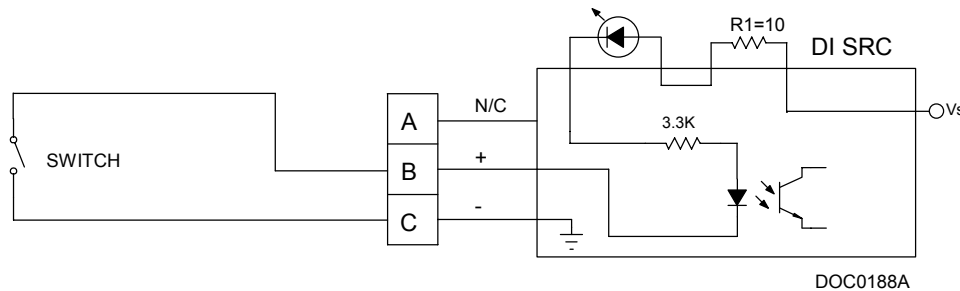 R1=10
DI SRC
N/C
A
Vs
3.3K
SWITCH
+
B
-
C
DOC0188A